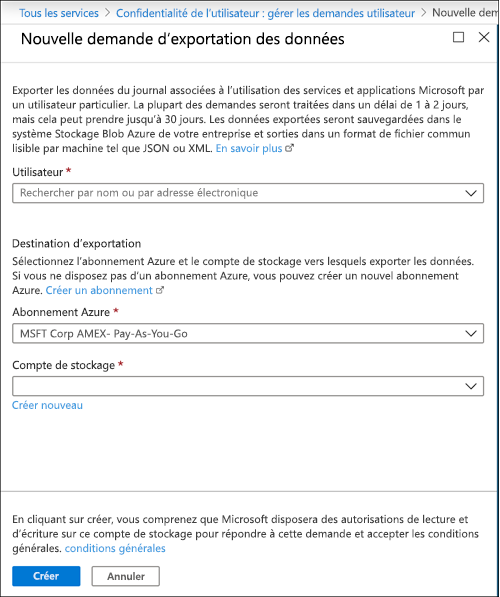 Tous les services > Confidentialité de l'utilisateur : gérer les demandes utilisateur > Nouvelle dem
Nouvelle demande d'exportation des données
Exporter les données du journal associées à l'utilisation des services et applications Microsoft par
un utilisateur particulier. La plupart des demandes seront traitées dans un délai de 1 à 2 jours,
mais cela peut prendre jusqu'à 30 jours. Les données exportées seront sauvegardées dans le
système Stockage Blob Azure de votre entreprise et sorties dans un format de fichier commun
lisible par machine tel que JSON ou XML. En savoir plus
Utilisateur *
Rechercher par nom ou par adresse électronique
Destination d'exportation
Sélectionnez l'abonnement Azure et le compte de stockage vers lesquels exporter les données.
Si vous ne disposez pas d'un abonnement Azure, vous pouvez créer un nouvel abonnement
Azure. Créer un abonnement
Abonnement Azure *
MSFT Corp AMEX- Pay-As-You-Go
Compte de stockage *
Créer nouveau
En cliquant sur créer, vous comprenez que Microsoft disposera des autorisations de lecture et
d'écriture sur ce compte de stockage pour répondre à cette demande et accepter les conditions
générales. conditions générales
Créer
Annuler